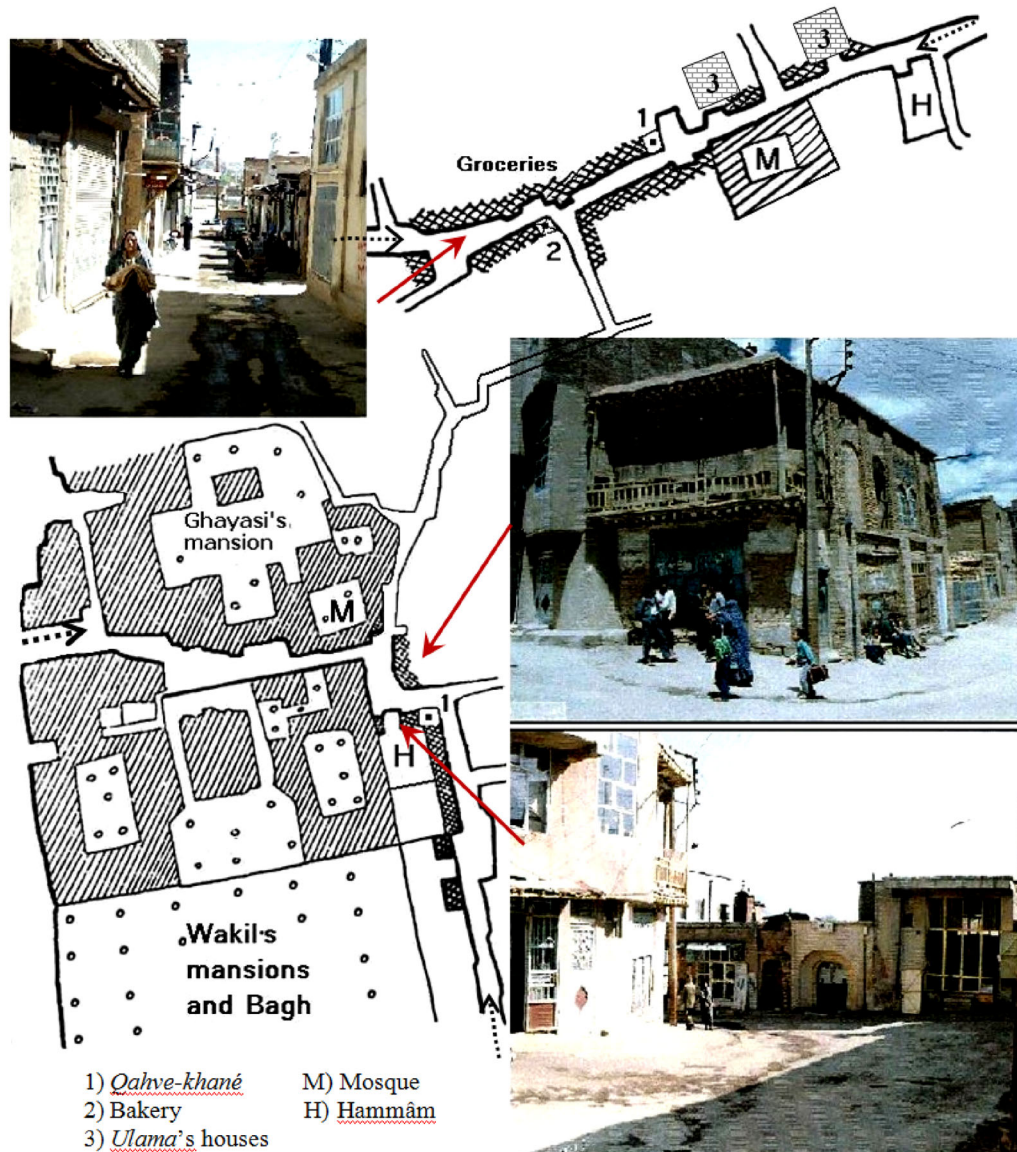 3
3
H
1
M
Groceries
2
Ghayasi's
mansion
M
1
H
Wakil's
mansions
and Bagh
1) Qahve-khané M) Mosque
2) Bakery H) Hammâm
3) Ulama's houses